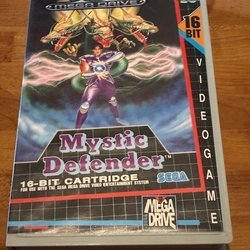 MEGA DRIVE
16
BIT
VIDEOGAME
Mystic
Defender
SEGA
16-BIT CARTRIDGE
FOR USE WITH THE SEGA MEGA DRIVE VIDEO ENTERTAINMENT SYSTEM
MEGA
DRIVE